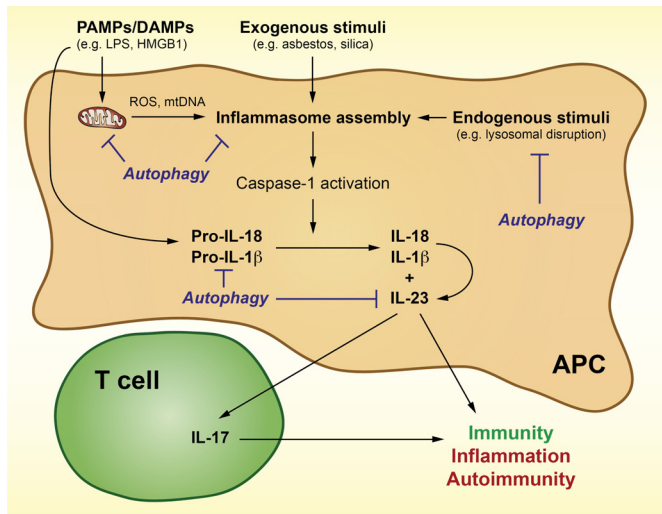 PAMPs/DAMPs
(e.g. LPS, HMGB1)
Exogenous stimuli
(e.g. asbestos, silica)
ROS, mtDNA
Inflammasome assembly
Endogenous stimuli
(e.g. lysosomal disruption)
Autophagy
Caspase-1 activation
Autophagy
Pro-IL-18
Pro-IL-1β
IL-18
IL-1β
+
IL-23
Autophagy
APC
T cell
IL-17
Immunity
Inflammation
Autoimmunity